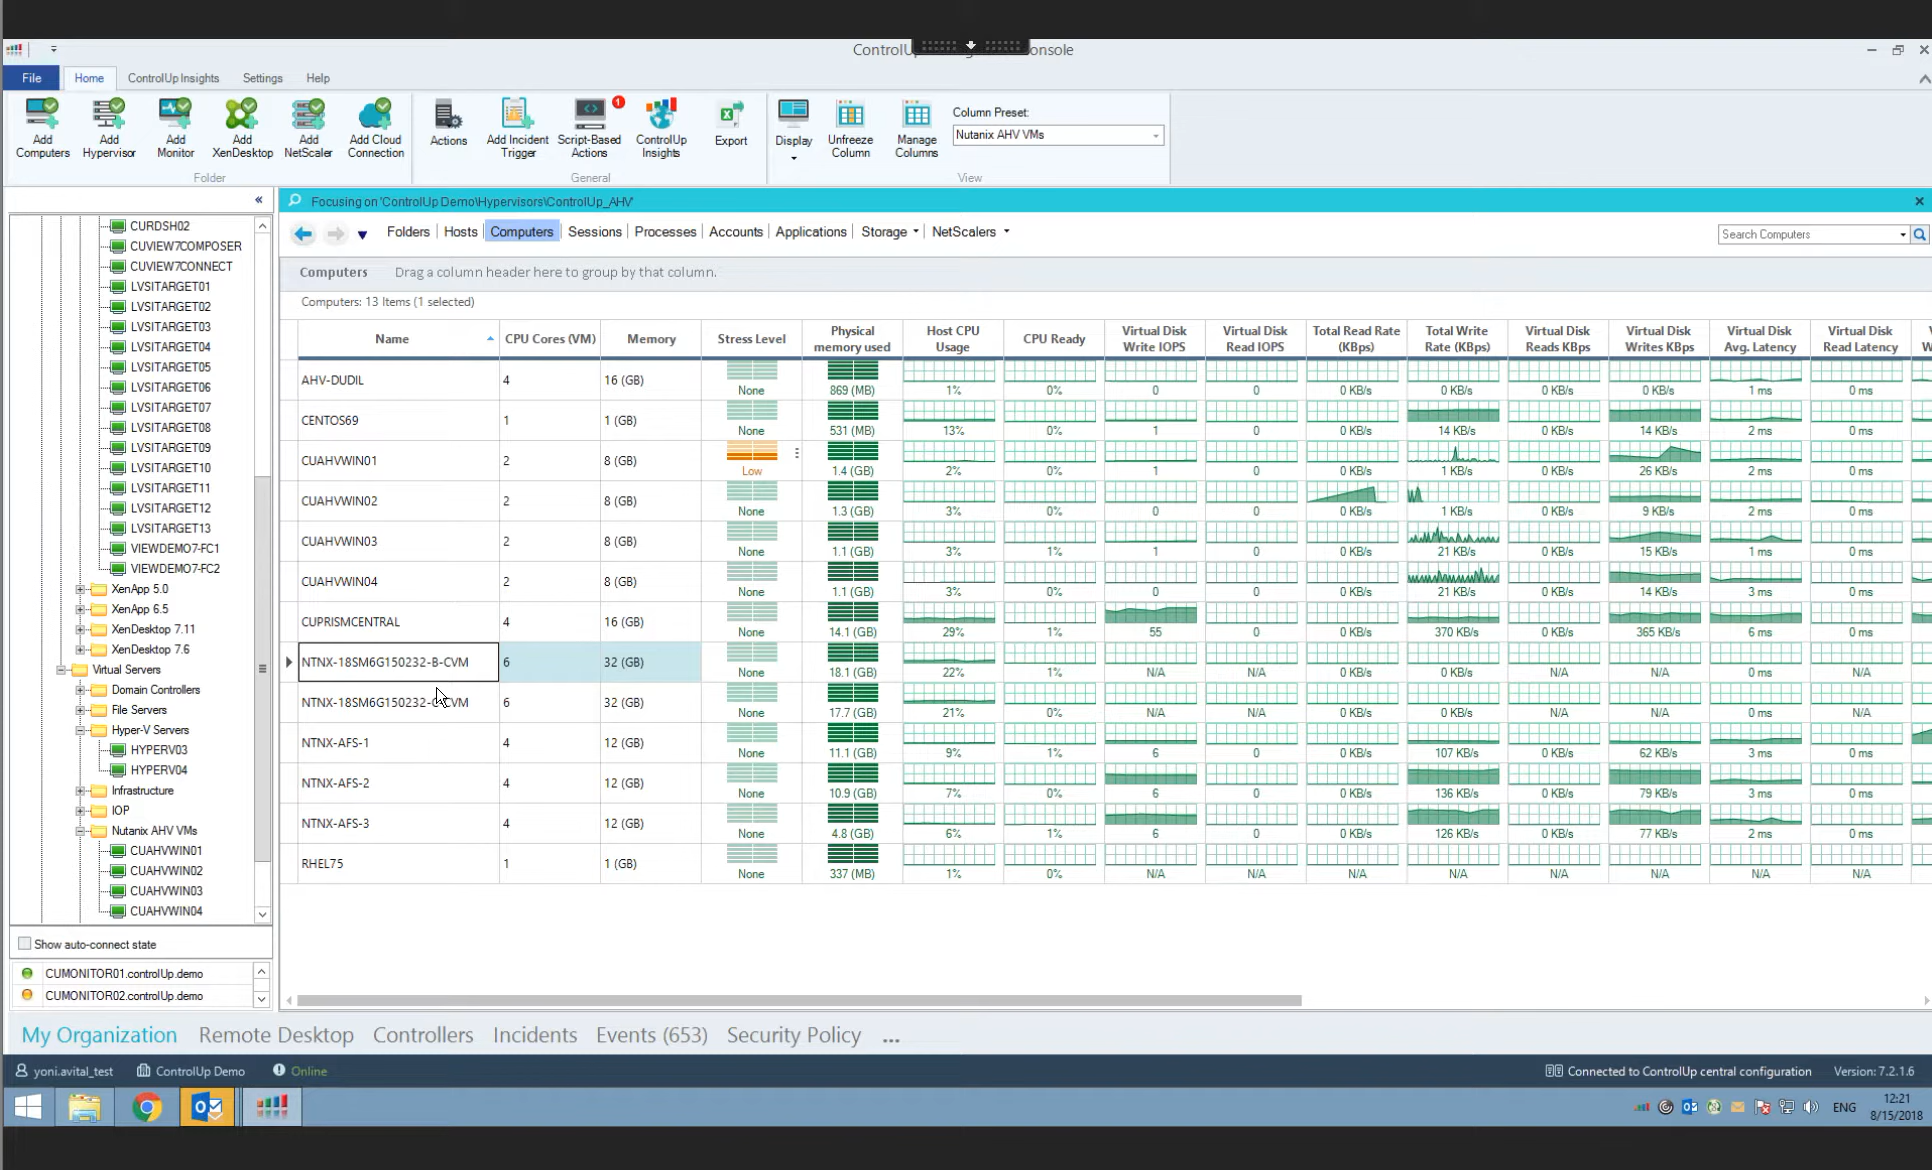 ControlUp
onsole
File
Home
ControlUp Insights
Settings
Help
Add Computers
Add Hypervisor
Add Monitor
Add XenDesktop
Add NetScaler
Add Cloud Connection
Folder
Actions
Add Incident Trigger
1
Script-Based Actions
ControlUp Insights
Export
General
Display
Unfreeze Column
Manage Columns
Column Preset:
Nutanix AHV VMs
View
«
CURDSH02
CUVIEW7COMPOSER
CUVIEW7CONNECT
LVSITARGET01
LVSITARGET02
LVSITARGET03
LVSITARGET04
LVSITARGET05
LVSITARGET06
LVSITARGET07
LVSITARGET08
LVSITARGET09
LVSITARGET10
LVSITARGET11
LVSITARGET12
LVSITARGET13
VIEWDEMO7-FC1
VIEWDEMO7-FC2
XenApp 5.0
XenApp 6.5
XenDesktop 7.11
XenDesktop 7.6
Virtual Servers
Domain Controllers
File Servers
Hyper-V Servers
HYPERV03
HYPERV04
Infrastructure
IOP
Nutanix AHV VMs
CUAHVWIN01
CUAHVWIN02
CUAHVWIN03
CUAHVWIN04
Show auto-connect state
CUMONITOR01.controlUp.demo
CUMONITOR02.controlUp.demo
Focusing on 'ControlUp Demo\Hypervisors\ControlUp_AHV'
Folders Hosts Computers Sessions Processes Accounts Applications Storage NetScalers
Search Computers
Computers Drag a column header here to group by that column.
Computers: 13 Items (1 selected)
Name CPU Cores (VM) Memory Stress Level Physical memory used Host CPU Usage CPU Ready Virtual Disk Write IOPS Virtual Disk Read IOPS Total Read Rate (KBps) Total Write Rate (KBps) Virtual Disk Reads KBps Virtual Disk Writes KBps Virtual Disk Avg. Latency Virtual Disk Read Latency
AHV-DUDIL 4 16 (GB) None 869 (MB) 1% 0% 0 0 0 KB/s 0 KB/s 0 KB/s 0 KB/s 1 ms 0 ms
CENTOS69 1 1 (GB) None 531 (MB) 13% 0% 1 0 0 KB/s 14 KB/s 0 KB/s 14 KB/s 2 ms 0 ms
CUAHVWIN01 2 8 (GB) Low 1.4 (GB) 2% 0% 1 0 0 KB/s 1 KB/s 0 KB/s 26 KB/s 2 ms 0 ms
CUAHVWIN02 2 8 (GB) None 1.3 (GB) 3% 0% 0 0 0 KB/s 1 KB/s 0 KB/s 9 KB/s 2 ms 0 ms
CUAHVWIN03 2 8 (GB) None 1.1 (GB) 3% 1% 1 0 0 KB/s 21 KB/s 0 KB/s 15 KB/s 1 ms 0 ms
CUAHVWIN04 2 8 (GB) None 1.1 (GB) 3% 0% 0 0 0 KB/s 21 KB/s 0 KB/s 14 KB/s 3 ms 0 ms
CUPRISMCENTRAL 4 16 (GB) None 14.1 (GB) 29% 1% 55 0 0 KB/s 370 KB/s 0 KB/s 365 KB/s 6 ms 0 ms
NTNX-18SM6G150232-B-CVM 6 32 (GB) None 18.1 (GB) 22% 1% N/A N/A 0 KB/s 0 KB/s N/A N/A 0 ms N/A
NTNX-18SM6G150232-C-CVM 6 32 (GB) None 17.7 (GB) 21% 0% N/A N/A 0 KB/s 0 KB/s N/A N/A 0 ms N/A
NTNX-AFS-1 4 12 (GB) None 11.1 (GB) 9% 1% 6 0 0 KB/s 107 KB/s 0 KB/s 62 KB/s 3 ms 0 ms
NTNX-AFS-2 4 12 (GB) None 10.9 (GB) 7% 0% 6 0 0 KB/s 136 KB/s 0 KB/s 79 KB/s 3 ms 0 ms
NTNX-AFS-3 4 12 (GB) None 4.8 (GB) 6% 1% 6 0 0 KB/s 126 KB/s 0 KB/s 77 KB/s 2 ms 0 ms
RHEL75 1 1 (GB) None 337 (MB) 1% 0% N/A N/A N/A N/A N/A N/A N/A N/A
My Organization Remote Desktop Controllers Incidents Events (653) Security Policy ...
yoni.avital_test ControlUp Demo Online
Connected to ControlUp central configuration Version: 7.2.1.6
ENG
12:21
8/15/2018